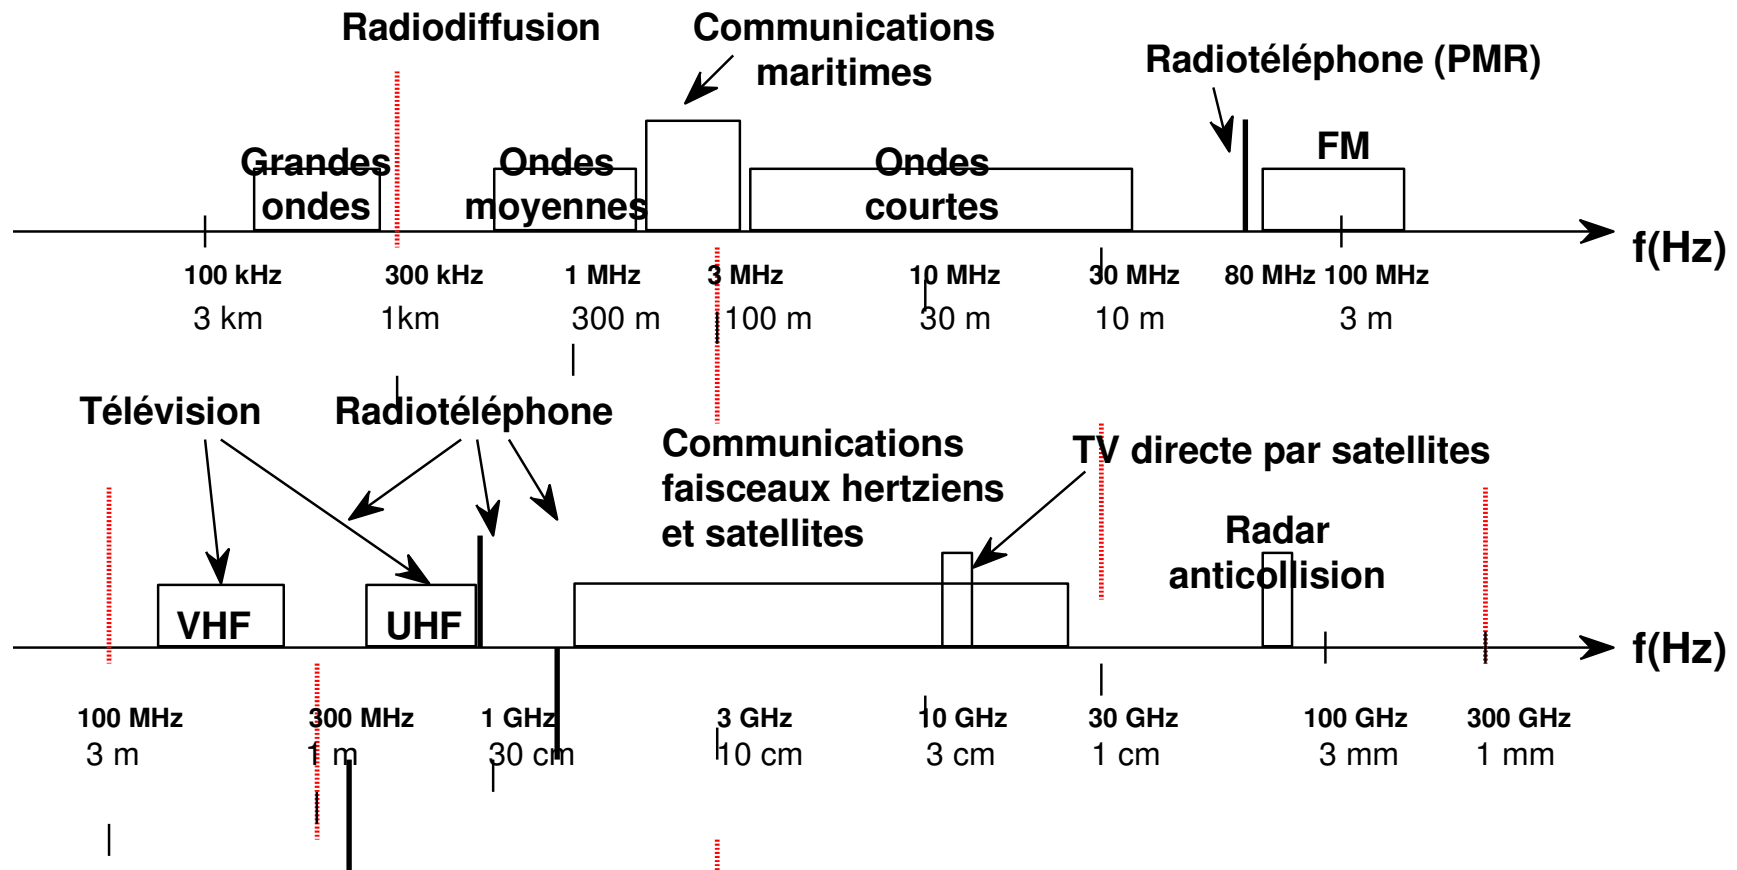 Radiodiffusion
Communications
maritimes
Radiotéléphone (PMR)
Grandes
ondes
Ondes
moyennes
Ondes
courtes
FM
f(Hz)
100 kHz
300 kHz
1 MHz
3 MHz
10 MHz
30 MHz
80 MHz
100 MHz
3 km
1km
300 m
100 m
30 m
10 m
3 m
Télévision
Radiotéléphone
Communications
faisceaux hertziens
et satellites
TV directe par satellites
Radar
anticollision
VHF
UHF
f(Hz)
100 MHz
300 MHz
1 GHz
3 GHz
10 GHz
30 GHz
100 GHz
300 GHz
3 m
1 m
30 cm
10 cm
3 cm
1 cm
3 mm
1 mm